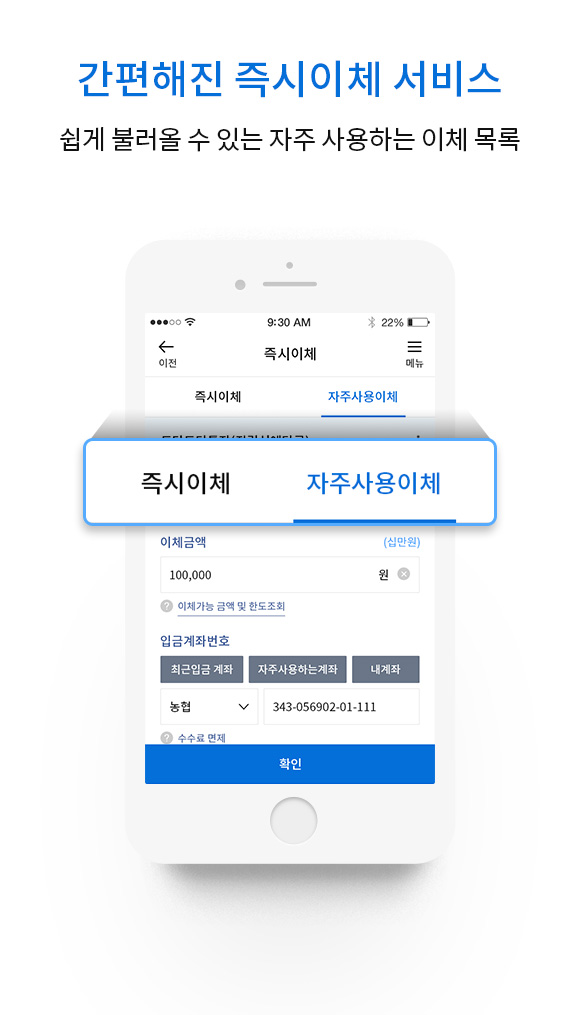 간편해진 즉시이체 서비스
쉽게 불러올 수 있는 자주 사용하는 이체 목록
9:30 AM
22%
이전
즉시이체
메뉴
즉시이체
자주사용이체
즉시이체
자주사용이체
이체금액
(십만원)
100,000
원
? 이체가능 금액 및 한도조회
입금계좌번호
최근입금 계좌
자주사용하는계좌
내계좌
농협
343-056902-01-111
? 수수료 면제
확인